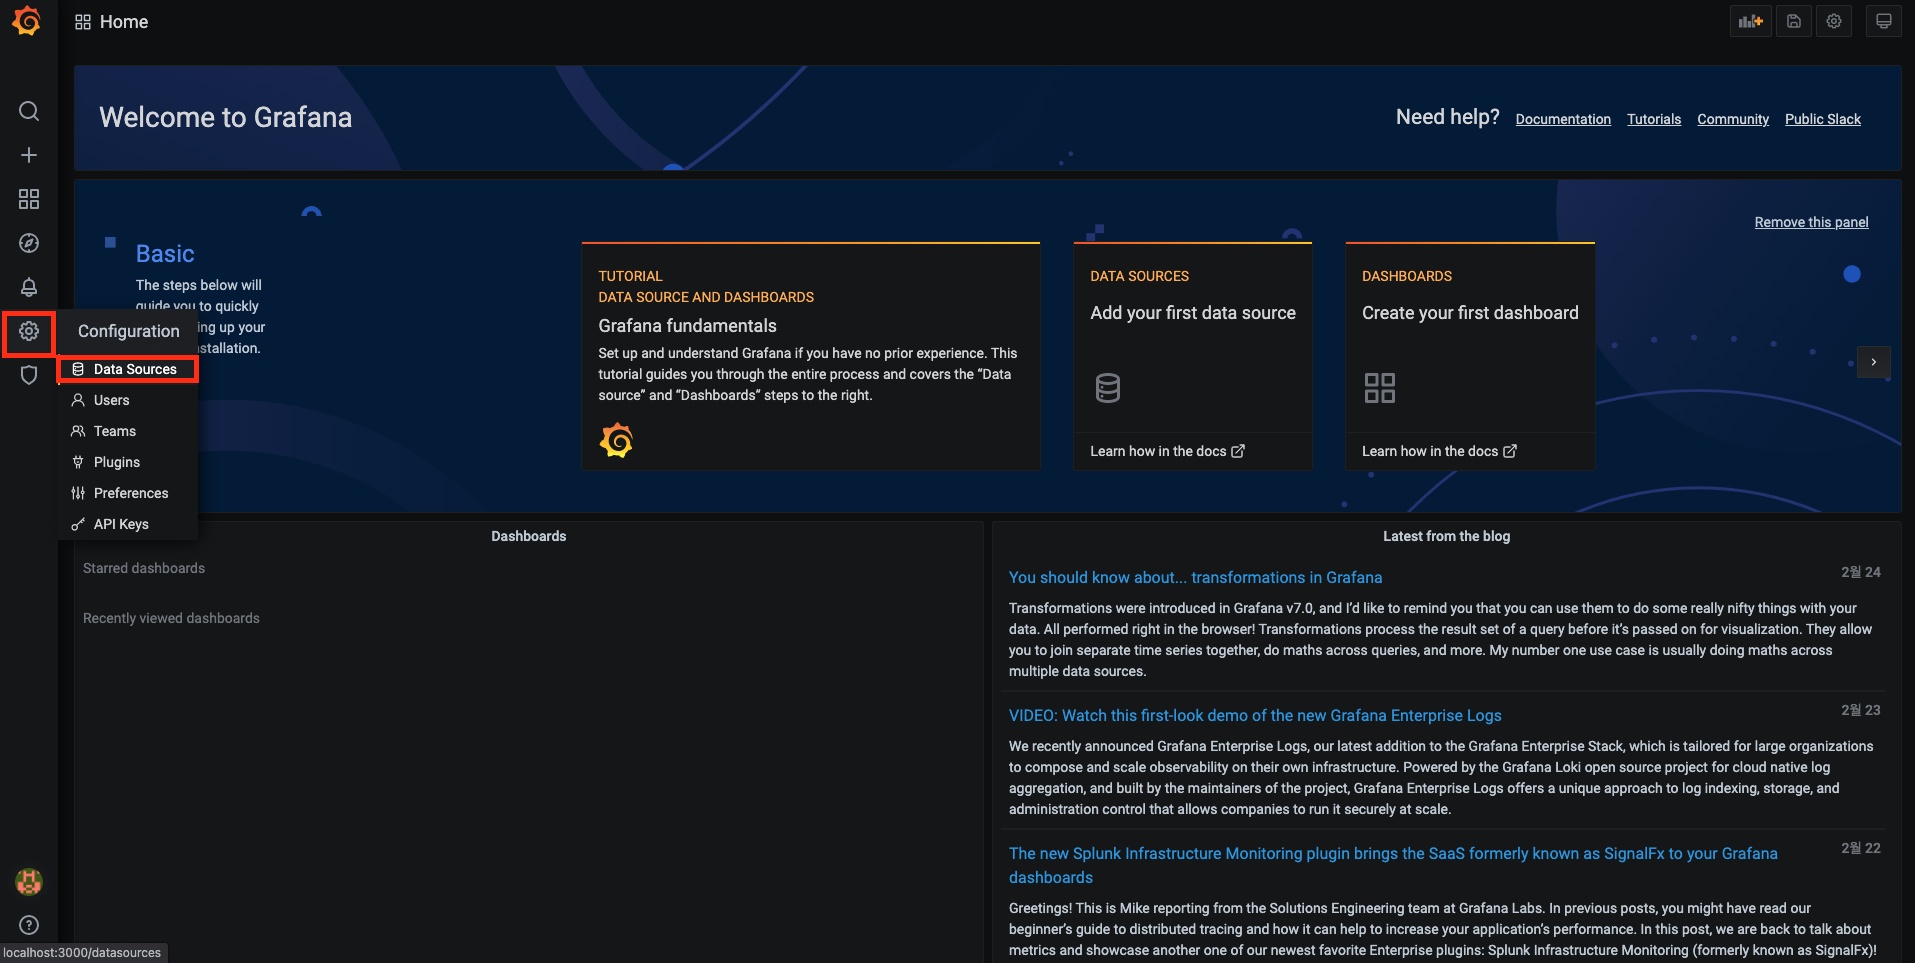 Home
Welcome to Grafana
Need help? Documentation Tutorials Community Public Slack
Remove this panel
Basic
The steps below will
guide you to quickly
ing up your
stallation.
Configuration
Data Sources
Users
Teams
Plugins
Preferences
API Keys
TUTORIAL
DATA SOURCE AND DASHBOARDS
Grafana fundamentals
Set up and understand Grafana if you have no prior experience. This
tutorial guides you through the entire process and covers the “Data
source” and “Dashboards” steps to the right.
DATA SOURCES
Add your first data source
Learn how in the docs
DASHBOARDS
Create your first dashboard
Learn how in the docs
Dashboards
Starred dashboards
Recently viewed dashboards
Latest from the blog
You should know about... transformations in Grafana
2월 24
Transformations were introduced in Grafana v7.0, and I’d like to remind you that you can use them to do some really nifty things with your
data. All performed right in the browser! Transformations process the result set of a query before it’s passed on for visualization. They allow
you to join separate time series together, do maths across queries, and more. My number one use case is usually doing maths across
multiple data sources.
VIDEO: Watch this first-look demo of the new Grafana Enterprise Logs
2월 23
We recently announced Grafana Enterprise Logs, our latest addition to the Grafana Enterprise Stack, which is tailored for large organizations
to compose and scale observability on their own infrastructure. Powered by the Grafana Loki open source project for cloud native log
aggregation, and built by the maintainers of the project, Grafana Enterprise Logs offers a unique approach to log indexing, storage, and
administration control that allows companies to run it securely at scale.
The new Splunk Infrastructure Monitoring plugin brings the SaaS formerly known as SignalFx to your Grafana
dashboards
2월 22
Greetings! This is Mike reporting from the Solutions Engineering team at Grafana Labs. In previous posts, you might have read our
beginner’s guide to distributed tracing and how it can help to increase your application’s performance. In this post, we are back to talk about
metrics and showcase another one of our newest favorite Enterprise plugins: Splunk Infrastructure Monitoring (formerly known as SignalFx)!
localhost:3000/datasources